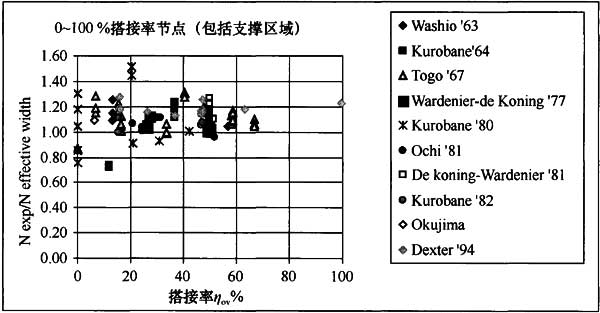 0~100 %搭接率节点（包括支撑区域）
N exp/N effective width
1.60
1.40
1.20
1.00
0.80
0.60
0.40
0.20
0.00
0
20
40
60
80
100
搭接率ηov%
Washio '63
Kurobane'64
Togo '67
Wardenier-de Koning '77
Kurobane '80
Ochi '81
De koning-Wardenier '81
Kurobane '82
Okujima
Dexter '94